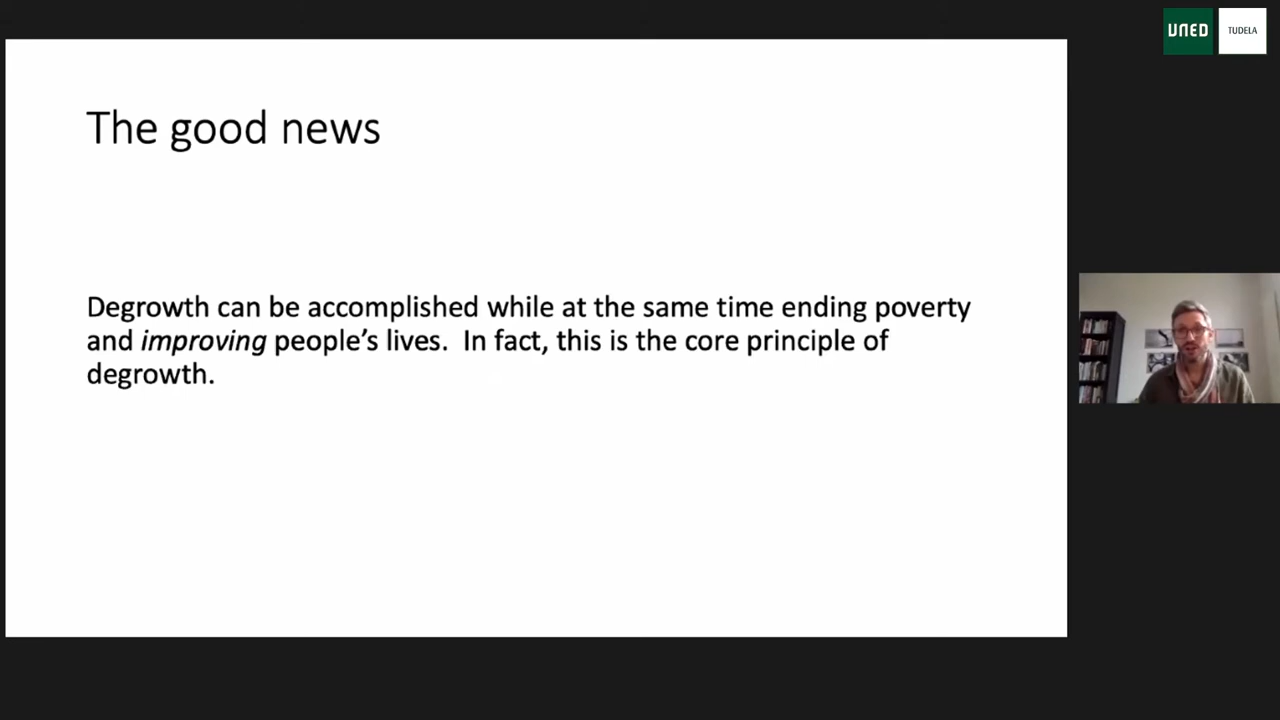 UNED
TUDELA
The good news
Degrowth can be accomplished while at the same time ending poverty
and improving people’s lives.  In fact, this is the core principle of
degrowth.